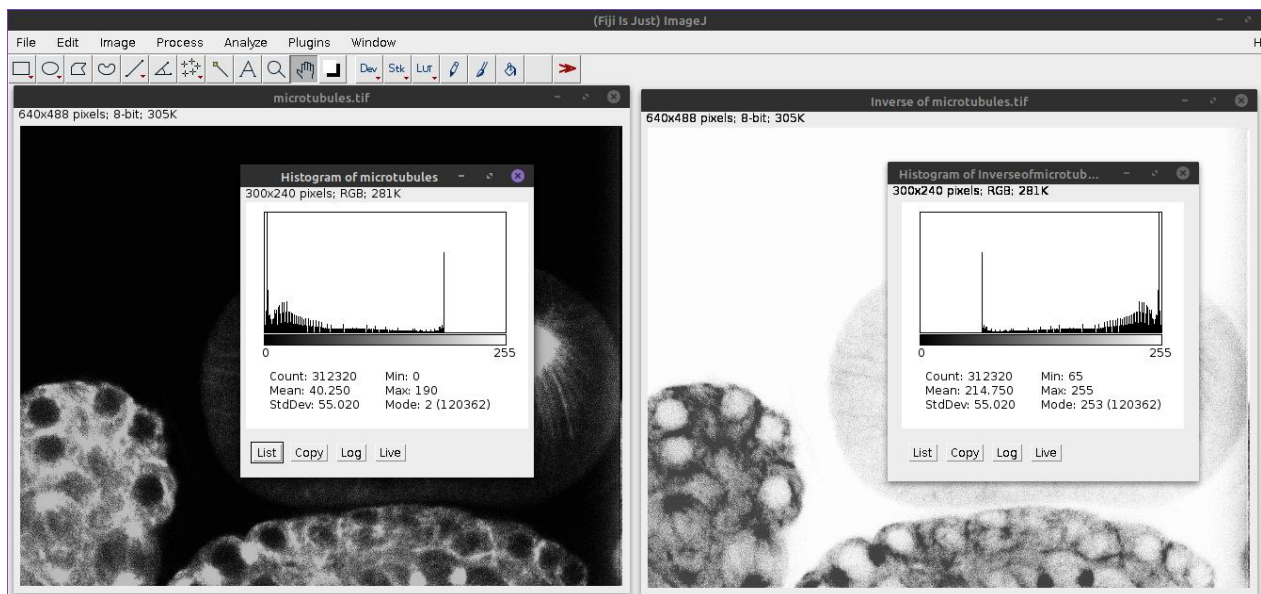 (Fiji Is Just) ImageJ
File Edit Image Process Analyze Plugins Window H
A Dev Stk LUT
microtubules.tif
640x488 pixels; 8-bit; 305K
Histogram of microtubules
300x240 pixels; RGB; 281K
0 255
Count: 312320 Min: 0
Mean: 40.250 Max: 190
StdDev: 55.020 Mode: 2 (120362)
List Copy Log Live
Inverse of microtubules.tif
640x488 pixels; 8-bit; 305K
Histogram of Inverseofmicrotub...
300x240 pixels; RGB; 281K
0 255
Count: 312320 Min: 65
Mean: 214.750 Max: 255
StdDev: 55.020 Mode: 253 (120362)
List Copy Log Live